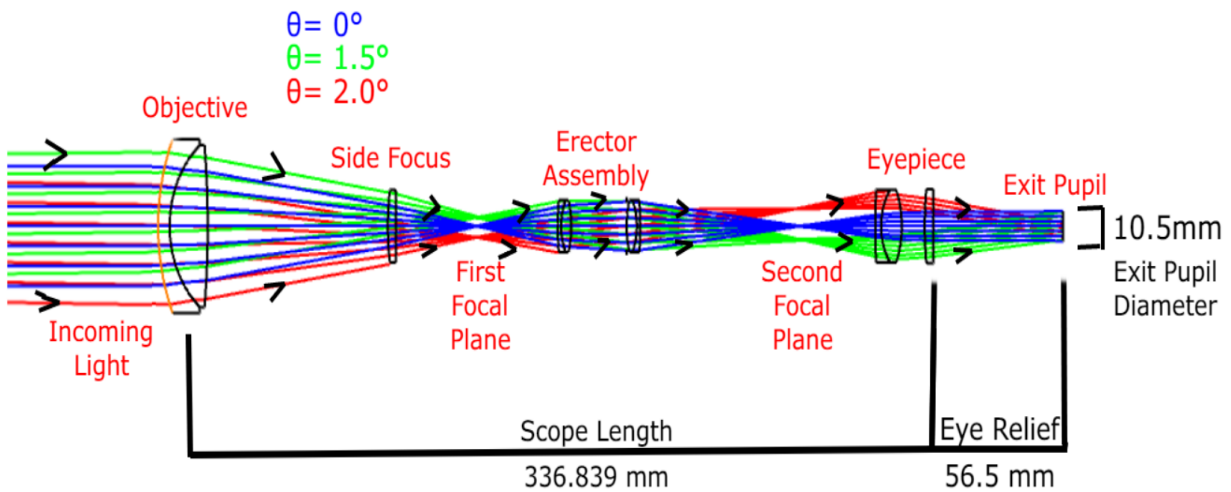 θ= 0°
θ= 1.5°
θ= 2.0°
Objective
Side Focus
Erector
Assembly
Eyepiece
Exit Pupil
10.5mm
Exit Pupil
Diameter
First
Focal
Plane
Second
Focal
Plane
Incoming
Light
Scope Length
336.839 mm
Eye Relief
56.5 mm